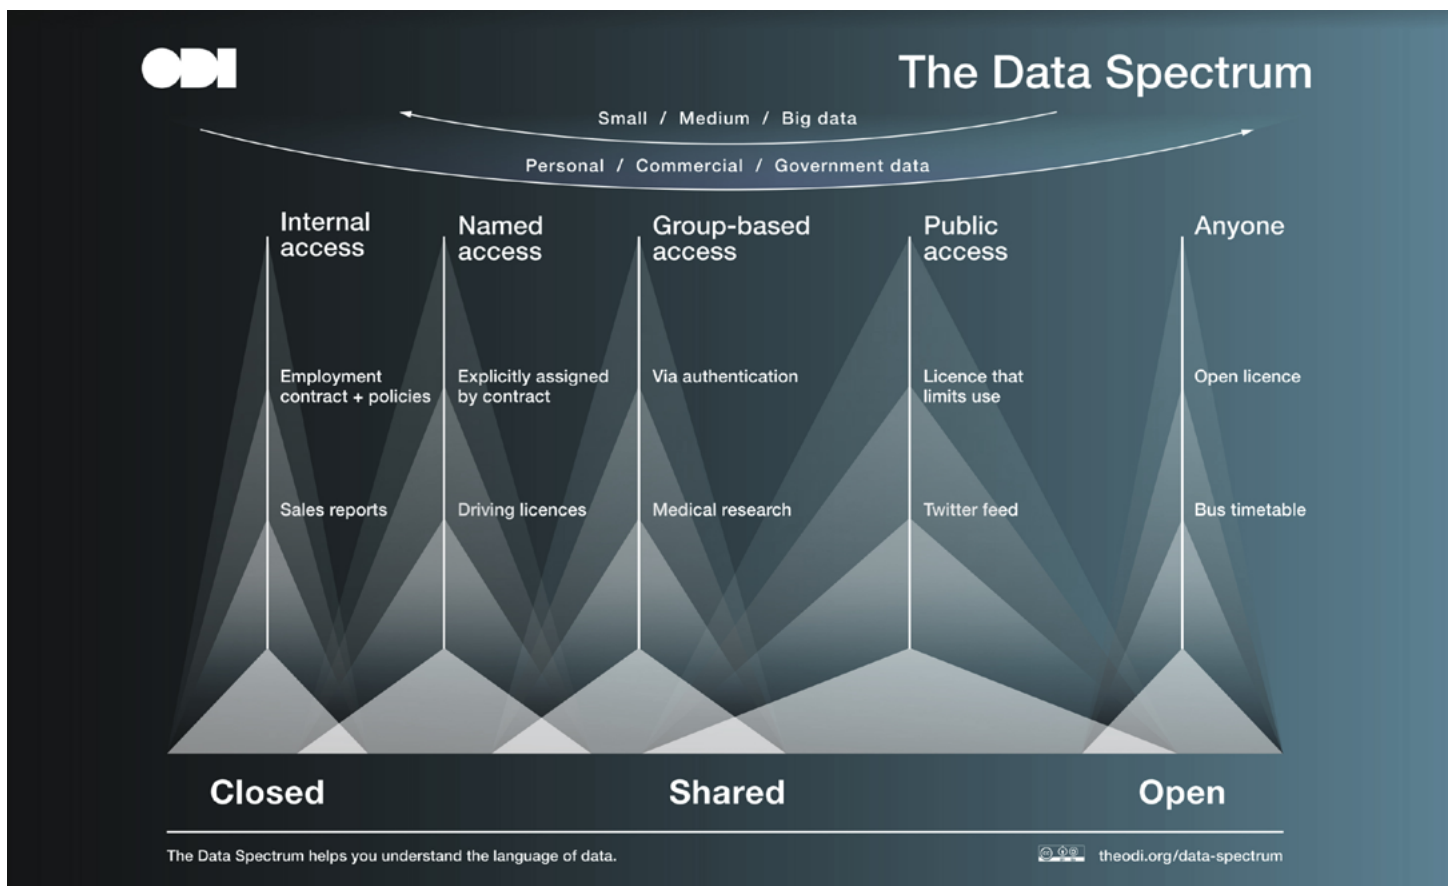 ODI
The Data Spectrum
Small / Medium / Big data
Personal / Commercial / Government data
Internal
access
Named
access
Group-based
access
Public
access
Anyone
Employment
contract + policies
Explicitly assigned
by contract
Via authentication
Licence that
limits use
Open licence
Sales reports
Driving licences
Medical research
Twitter feed
Bus timetable
Closed
Shared
Open
The Data Spectrum helps you understand the language of data.
theodi.org/data-spectrum